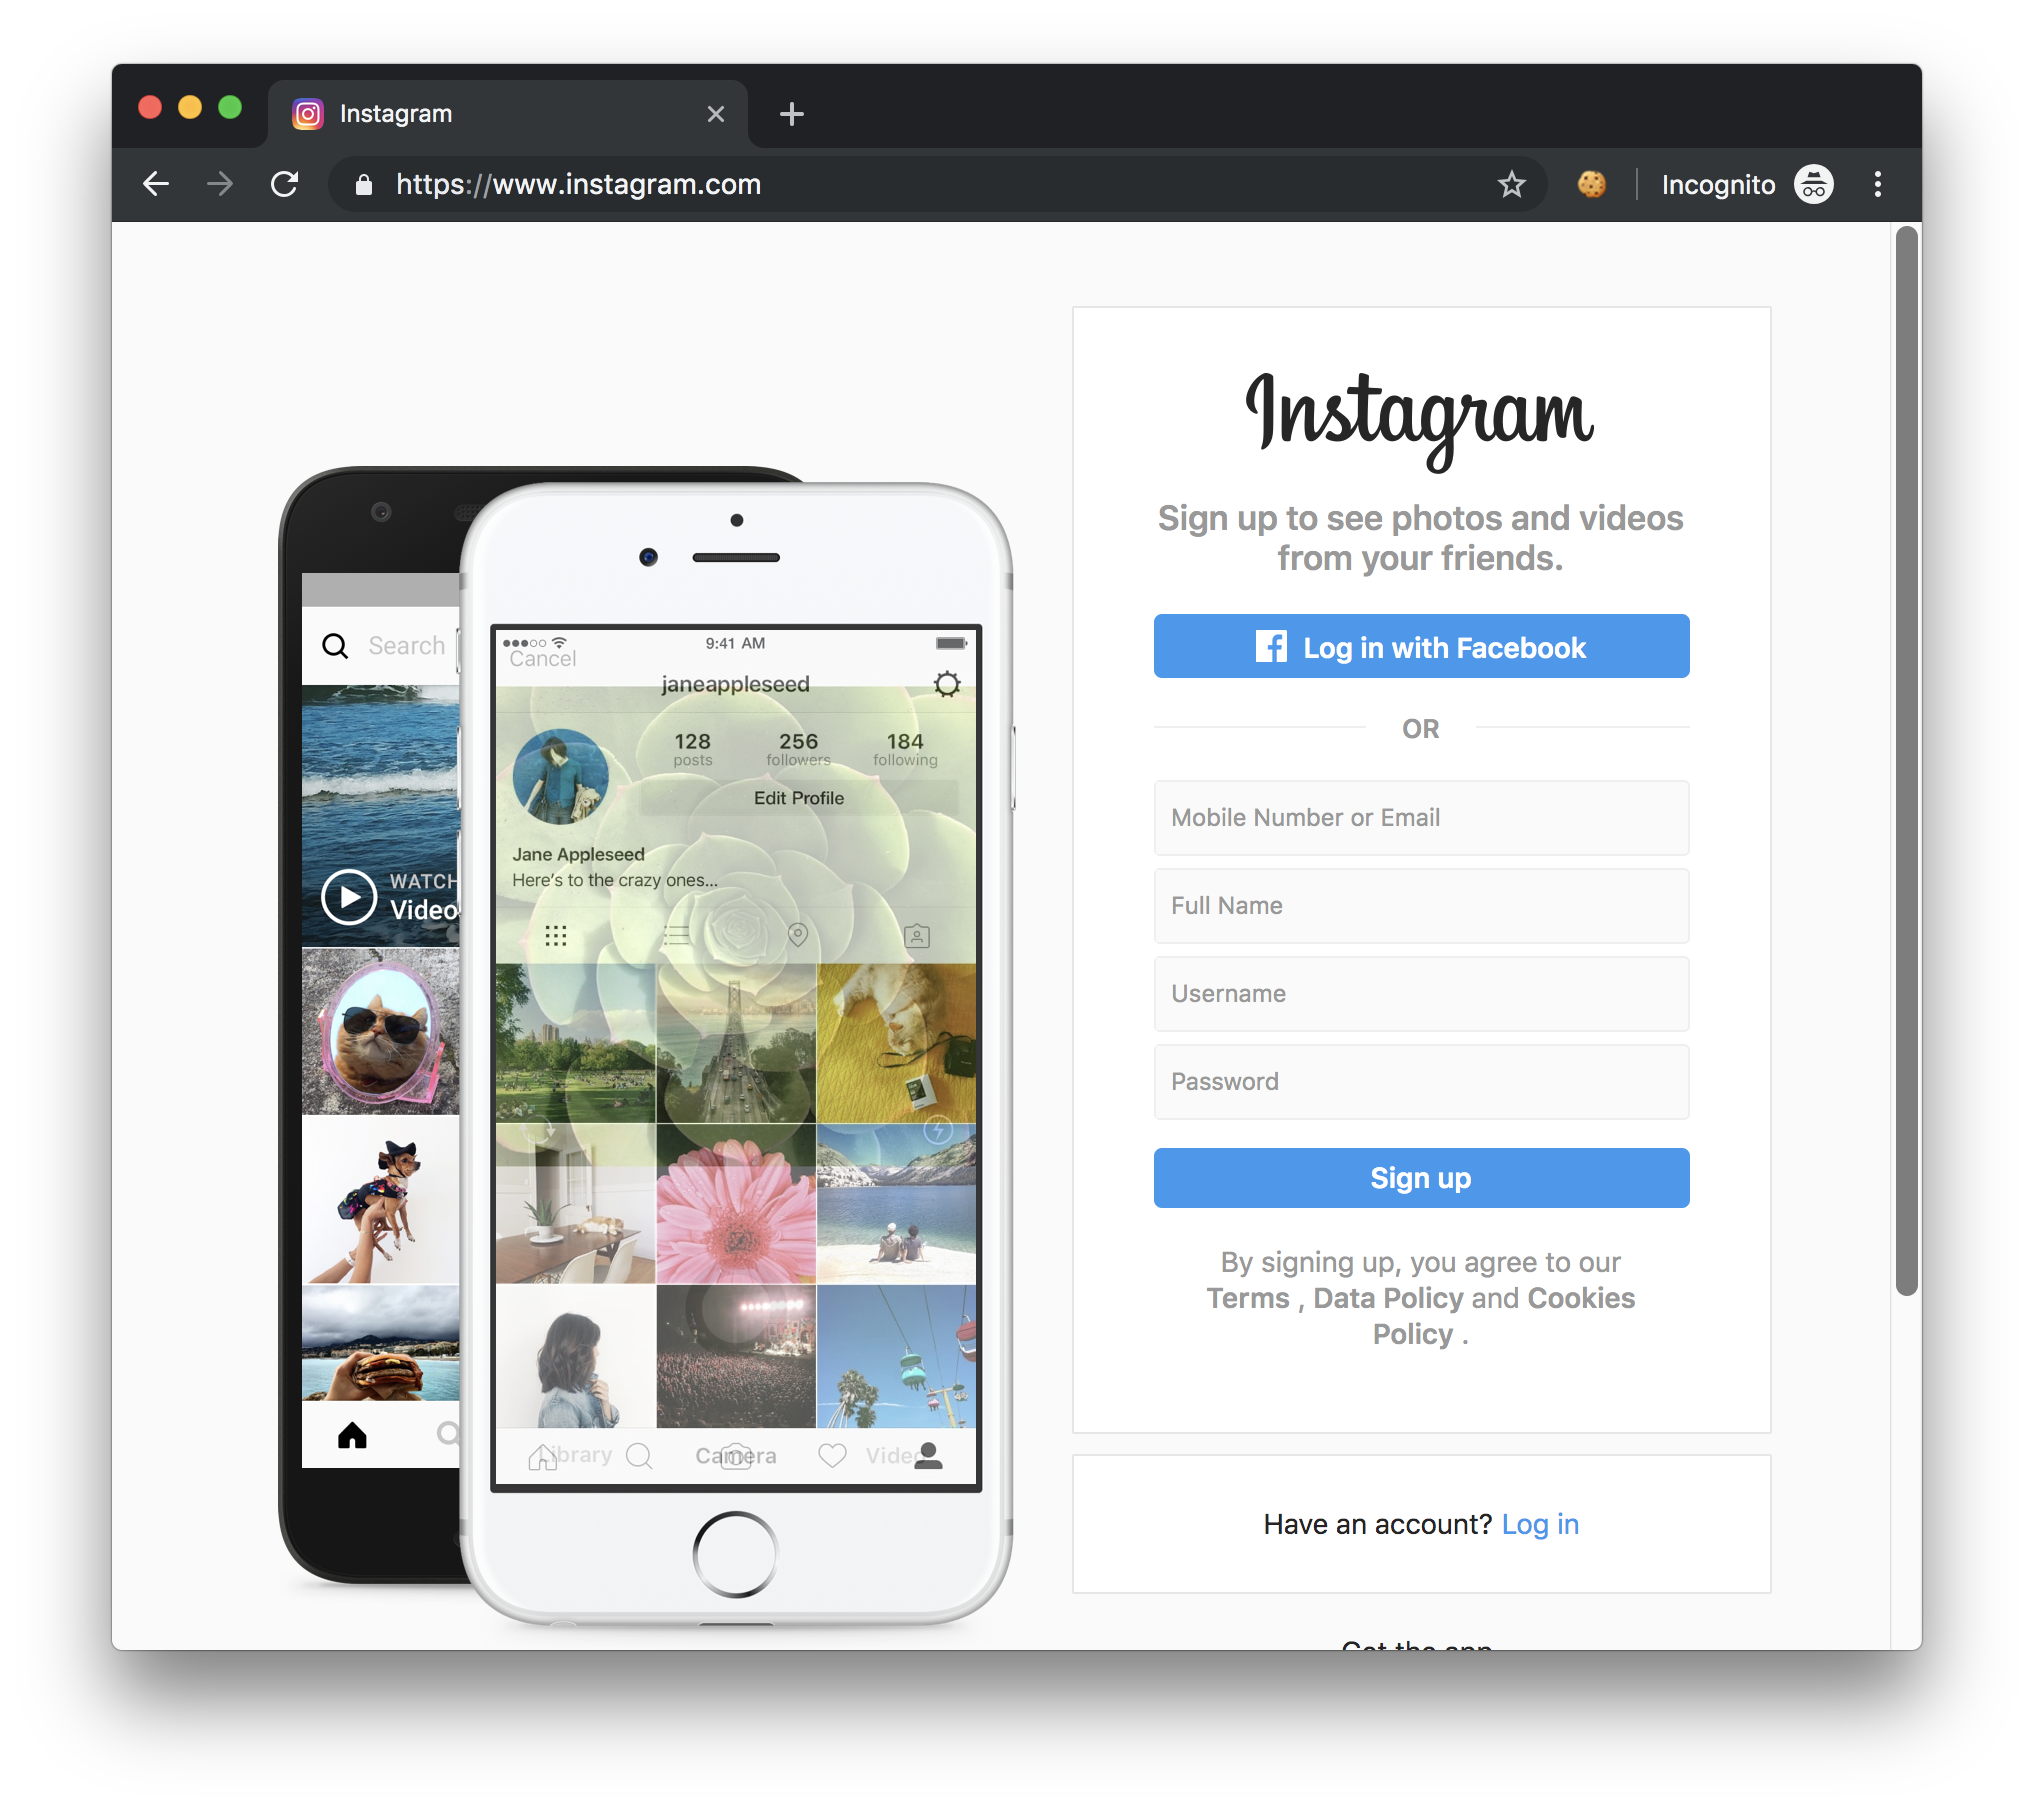 Instagram
https://www.instagram.com
Incognito
Search
WATCH
Video
9:41 AM
Cancel
janeappleseed
128
posts
256
followers
184
following
Edit Profile
Jane Appleseed
Here's to the crazy ones...
Library
Camera
Instagram
Sign up to see photos and videos
from your friends.
Log in with Facebook
OR
Mobile Number or Email
Full Name
Username
Password
Sign up
By signing up, you agree to our
Terms , Data Policy and Cookies
Policy .
Have an account? Log in
Get the app